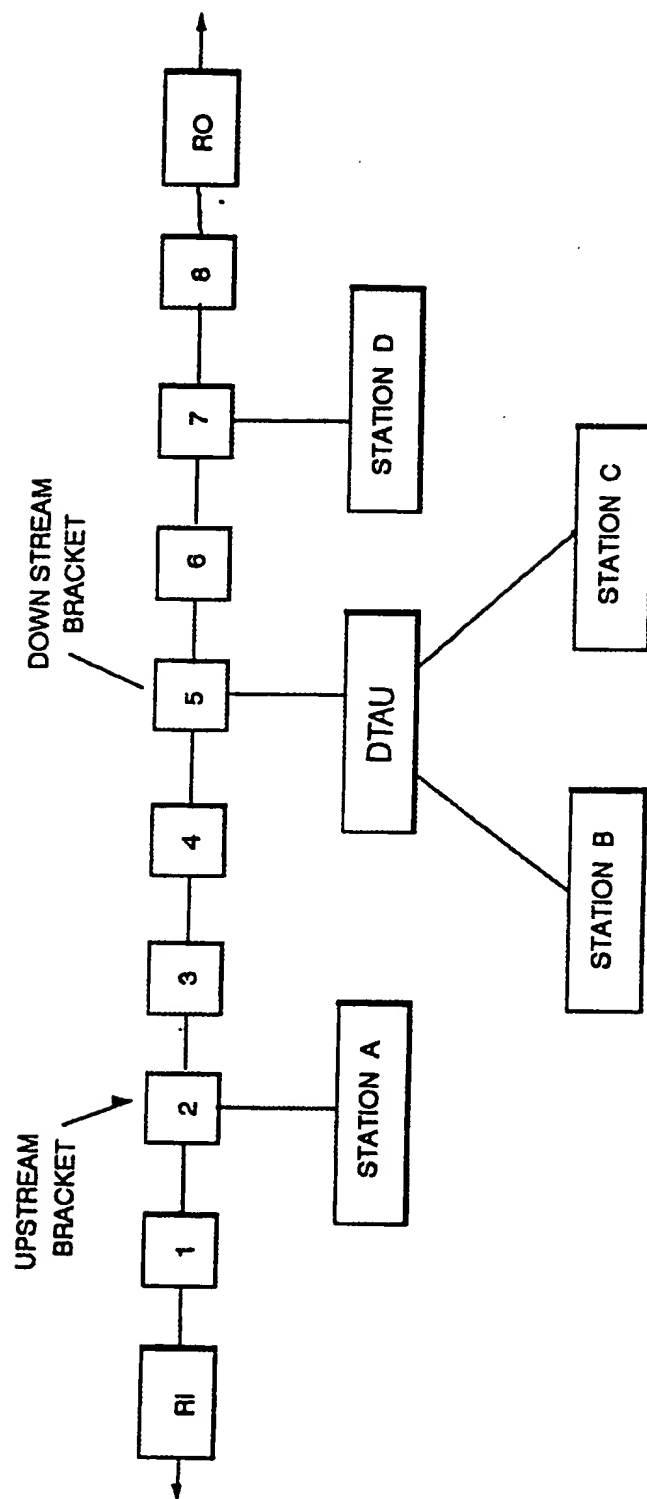 UPSTREAM
BRACKET
DOWN STREAM
BRACKET
RI
1
2
3
4
5
6
7
8
RO
STATION A
DTAU
STATION D
STATION B
STATION C